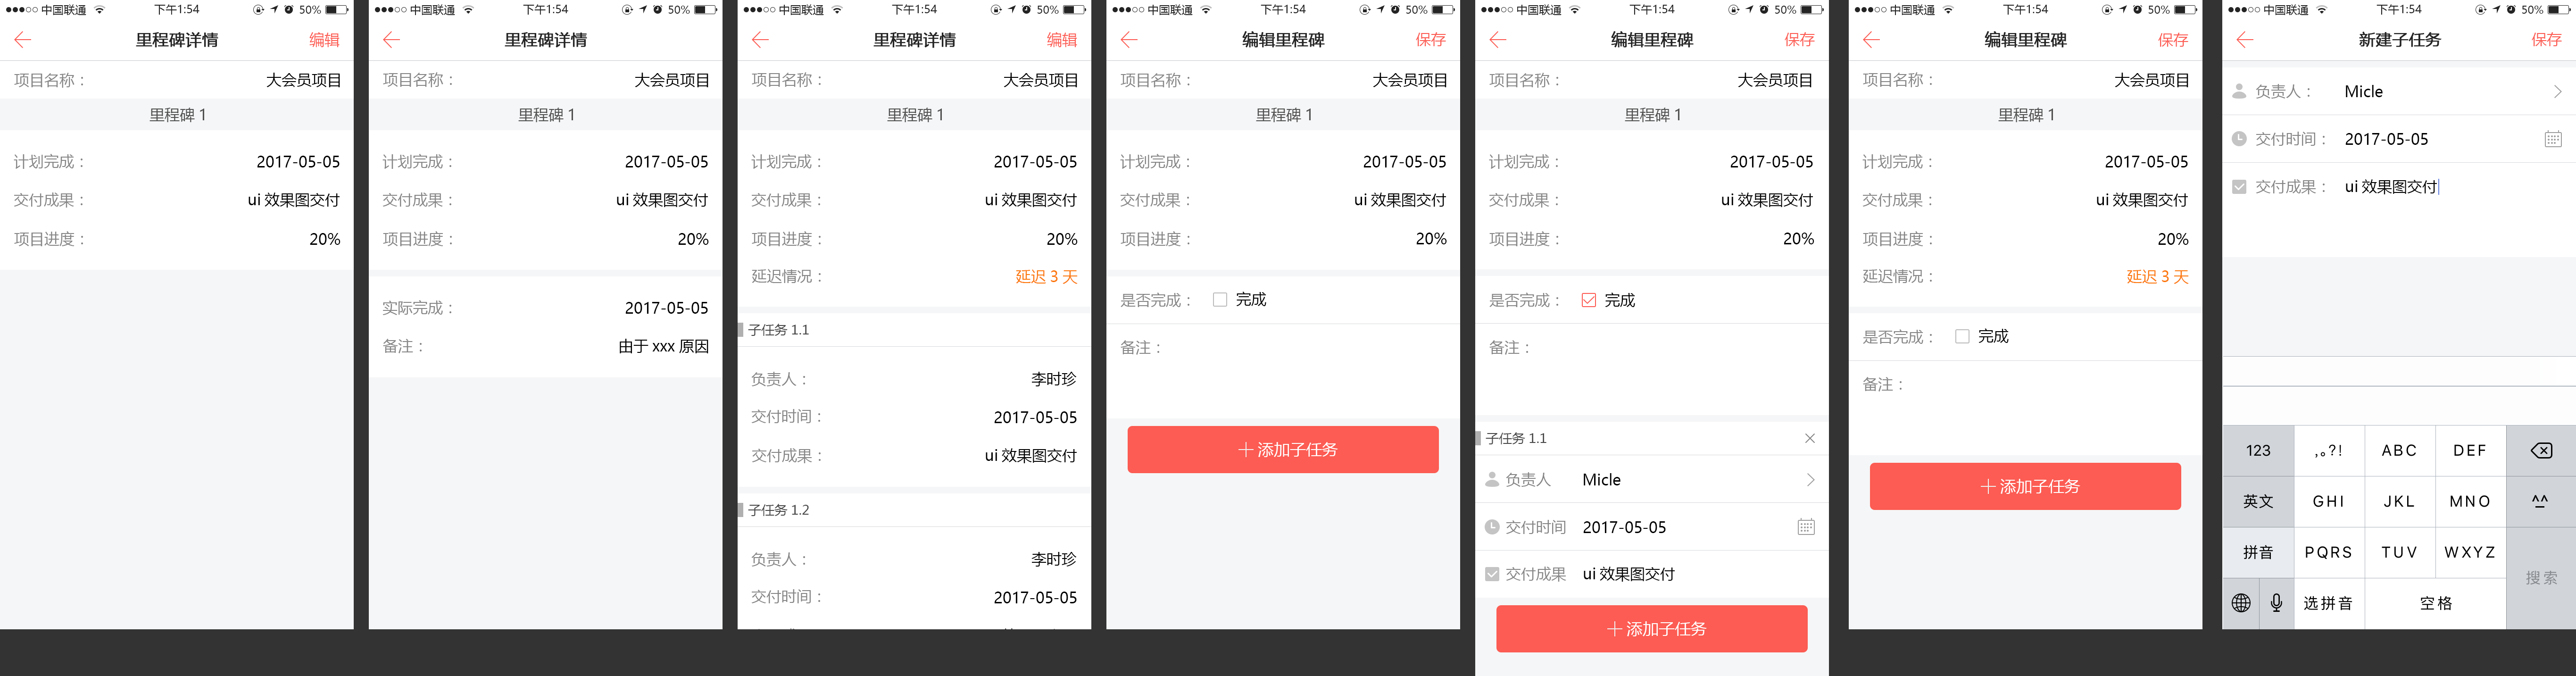 中国联通 下午1:54 50%
里程碑详情 编辑
项目名称： 大会员项目
里程碑 1
计划完成： 2017-05-05
交付成果： ui 效果图交付
项目进度： 20%
中国联通 下午1:54 50%
里程碑详情
项目名称： 大会员项目
里程碑 1
计划完成： 2017-05-05
交付成果： ui 效果图交付
项目进度： 20%
实际完成： 2017-05-05
备注： 由于 xxx 原因
中国联通 下午1:54 50%
里程碑详情 编辑
项目名称： 大会员项目
里程碑 1
计划完成： 2017-05-05
交付成果： ui 效果图交付
项目进度： 20%
延迟情况： 延迟 3 天
子任务 1.1
负责人： 李时珍
交付时间： 2017-05-05
交付成果： ui 效果图交付
子任务 1.2
负责人： 李时珍
交付时间： 2017-05-05
中国联通 下午1:54 50%
编辑里程碑 保存
项目名称： 大会员项目
里程碑 1
计划完成： 2017-05-05
交付成果： ui 效果图交付
项目进度： 20%
是否完成： 完成
备注：
+ 添加子任务
中国联通 下午1:54 50%
编辑里程碑 保存
项目名称： 大会员项目
里程碑 1
计划完成： 2017-05-05
交付成果： ui 效果图交付
项目进度： 20%
是否完成： 完成
备注：
子任务 1.1
负责人 Micle
交付时间 2017-05-05
交付成果 ui 效果图交付
+ 添加子任务
中国联通 下午1:54 50%
编辑里程碑 保存
项目名称： 大会员项目
里程碑 1
计划完成： 2017-05-05
交付成果： ui 效果图交付
项目进度： 20%
延迟情况： 延迟 3 天
是否完成： 完成
备注：
+ 添加子任务
中国联通 下午1:54 50%
新建子任务 保存
负责人： Micle
交付时间： 2017-05-05
交付成果： ui 效果图交付
123 ,。?! ABC DEF
英文 GHI JKL MNO ^^
拼音 PQRS TUV WXYZ 搜索
选拼音 空格